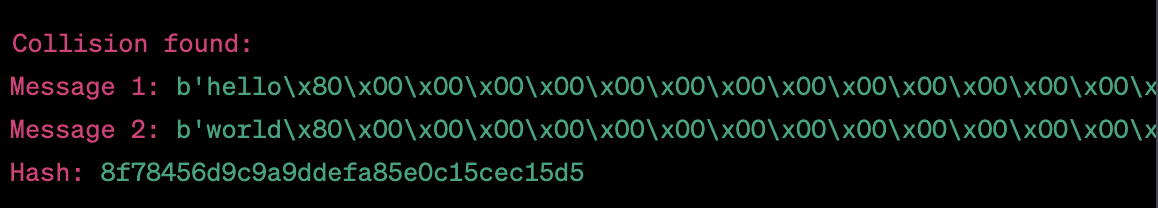 Collision found:
Message 1: b'hello\x80\x00\x00\x00\x00\x00\x00\x00\x00\x00\x00\x00\x00\x00\x
Message 2: b'world\x80\x00\x00\x00\x00\x00\x00\x00\x00\x00\x00\x00\x00\x00\x
Hash: 8f78456d9c9a9ddefa85e0c15cec15d5